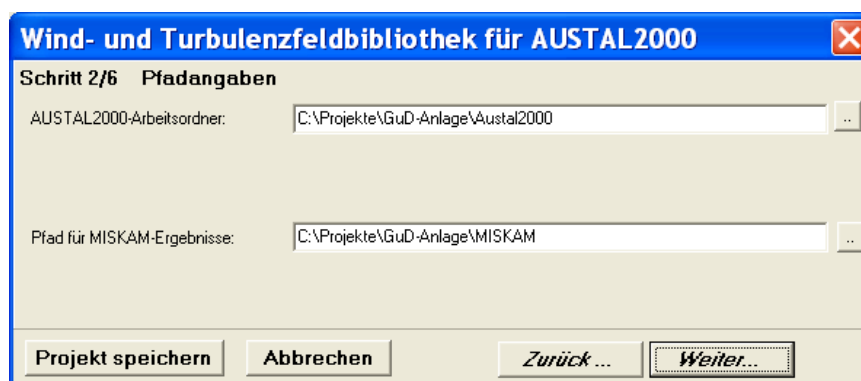 Wind- und Turbulenzfeldbibliothek für AUSTAL2000
Schritt 2/6 Pfadangaben
AUSTAL2000-Arbeitsordner: C:\Projekte\GuD-Anlage\Austal2000 ..
Pfad für MISKAM-Ergebnisse: C:\Projekte\GuD-Anlage\MISKAM ..
Projekt speichern Abbrechen Zurück ... Weiter...